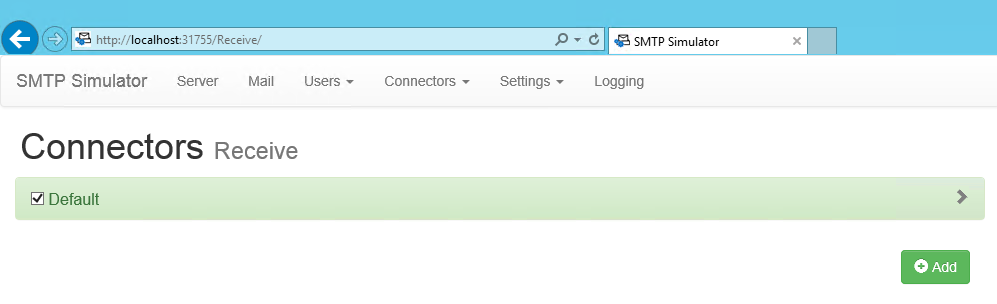 http://localhost:31755/Receive/
SMTP Simulator
SMTP Simulator Server Mail Users Connectors Settings Logging
Connectors Receive
Default
Add